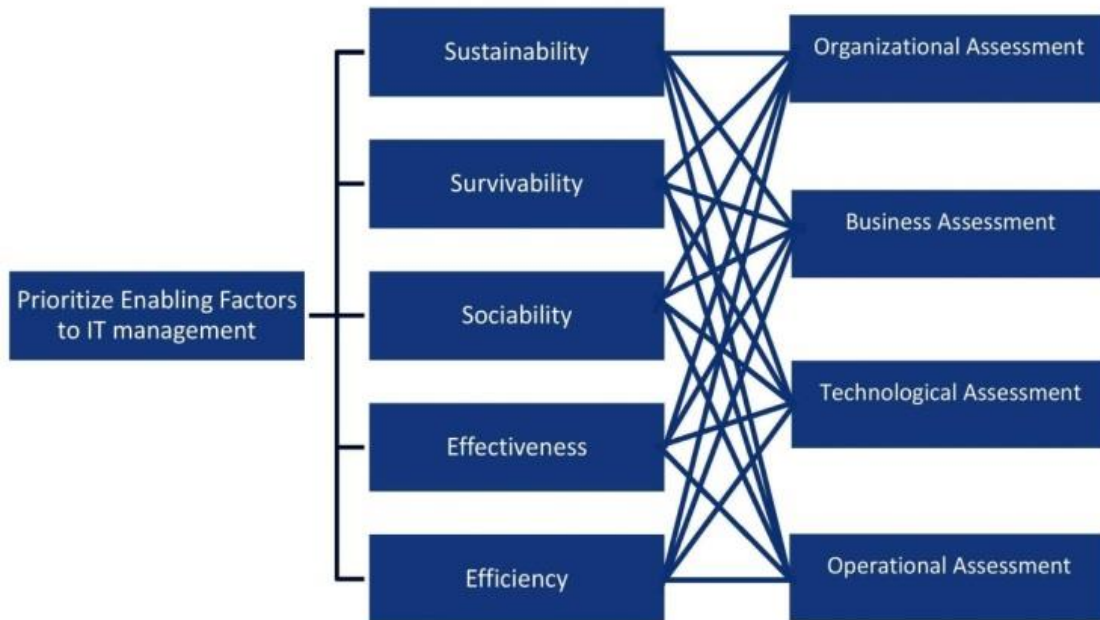 Prioritize Enabling Factors
to IT management
Sustainability
Survivability
Sociability
Effectiveness
Efficiency
Organizational Assessment
Business Assessment
Technological Assessment
Operational Assessment